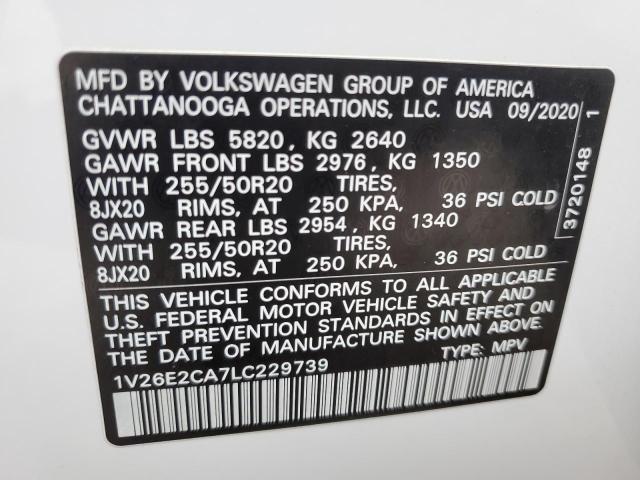 MFD BY VOLKSWAGEN GROUP OF AMERICA
CHATTANOOGA OPERATIONS, LLC. USA 09/2020
GVWR LBS 5820, KG 2640
GAWR FRONT LBS 2976, KG 1350
WITH 255/50R20 TIRES,
8JX20 RIMS, AT 250 KPA, 36 PSI COLD
GAWR REAR LBS 2954, KG 1340
WITH 255/50R20 TIRES,
8JX20 RIMS, AT 250 KPA, 36 PSI COLD
THIS VEHICLE CONFORMS TO ALL APPLICABLE
U.S. FEDERAL MOTOR VEHICLE SAFETY AND
THEFT PREVENTION STANDARDS IN EFFECT ON
THE DATE OF MANUFACTURE SHOWN ABOVE.
1V26E2CA7LC229739 TYPE: MPV
3720148 1